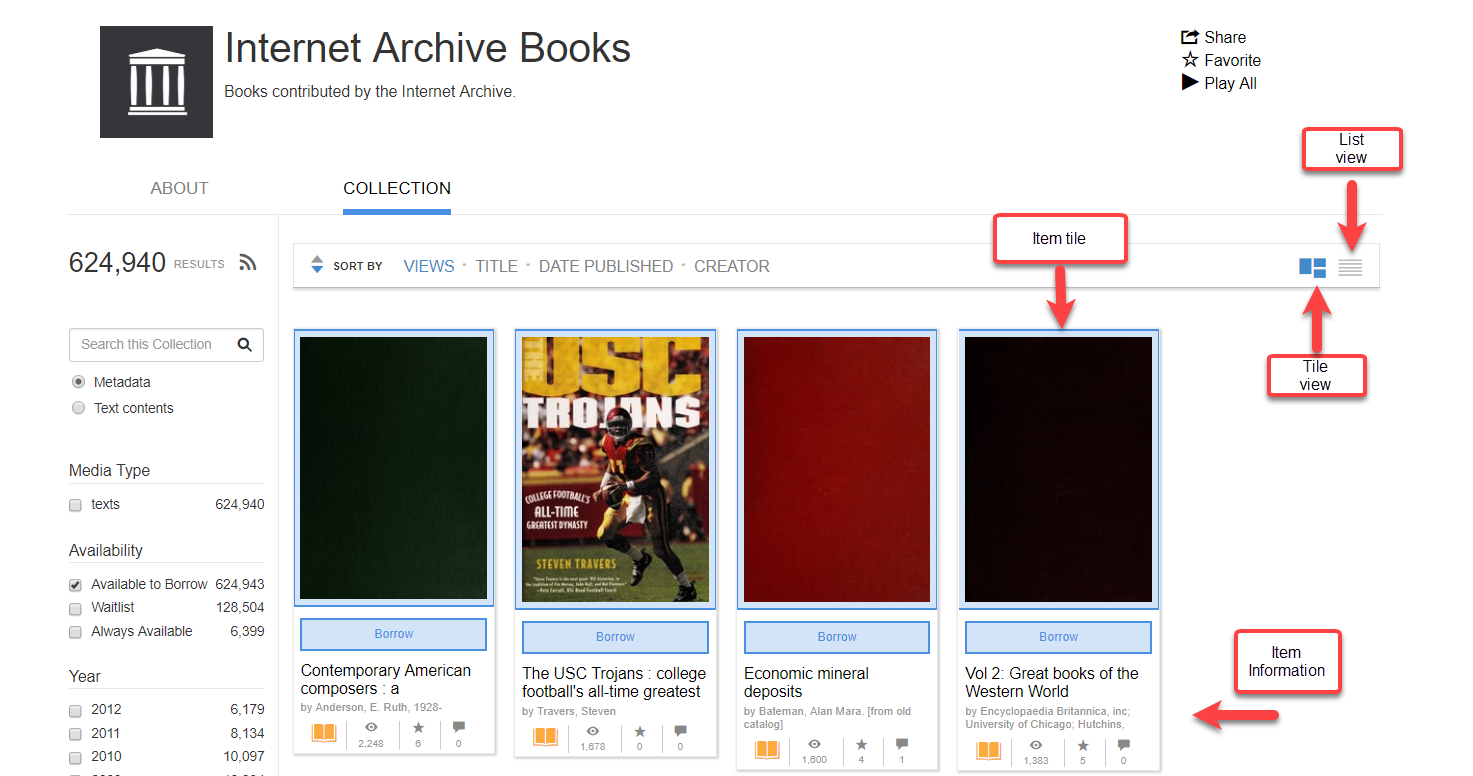 Internet Archive Books
Books contributed by the Internet Archive.
Share
Favorite
Play All
List
view
ABOUT
COLLECTION
Item tile
624,940 RESULTS
SORT BY VIEWS • TITLE • DATE PUBLISHED • CREATOR
Tile
view
Search this Collection
Metadata
Text contents
Media Type
texts 624,940
Availability
Available to Borrow 624,943
Waitlist 128,504
Always Available 6,399
Year
2012 6,179
2011 8,134
2010 10,097
THE
USC
TROJANS
COLLEGE FOOTBALL'S
ALL-TIME
GREATEST DYNASTY
STEVEN TRAVERS
Borrow
Contemporary American
composers : a
by Anderson, E. Ruth, 1928-
2,248 6 0
Borrow
The USC Trojans : college
football's all-time greatest
by Travers, Steven
1,678 0 0
Borrow
Economic mineral
deposits
by Bateman, Alan Mara. [from old
catalog]
1,600 4 1
Borrow
Vol 2: Great books of the
Western World
by Encyclopaedia Britannica, inc;
University of Chicago; Hutchins,
1,383 5 0
Item
Information